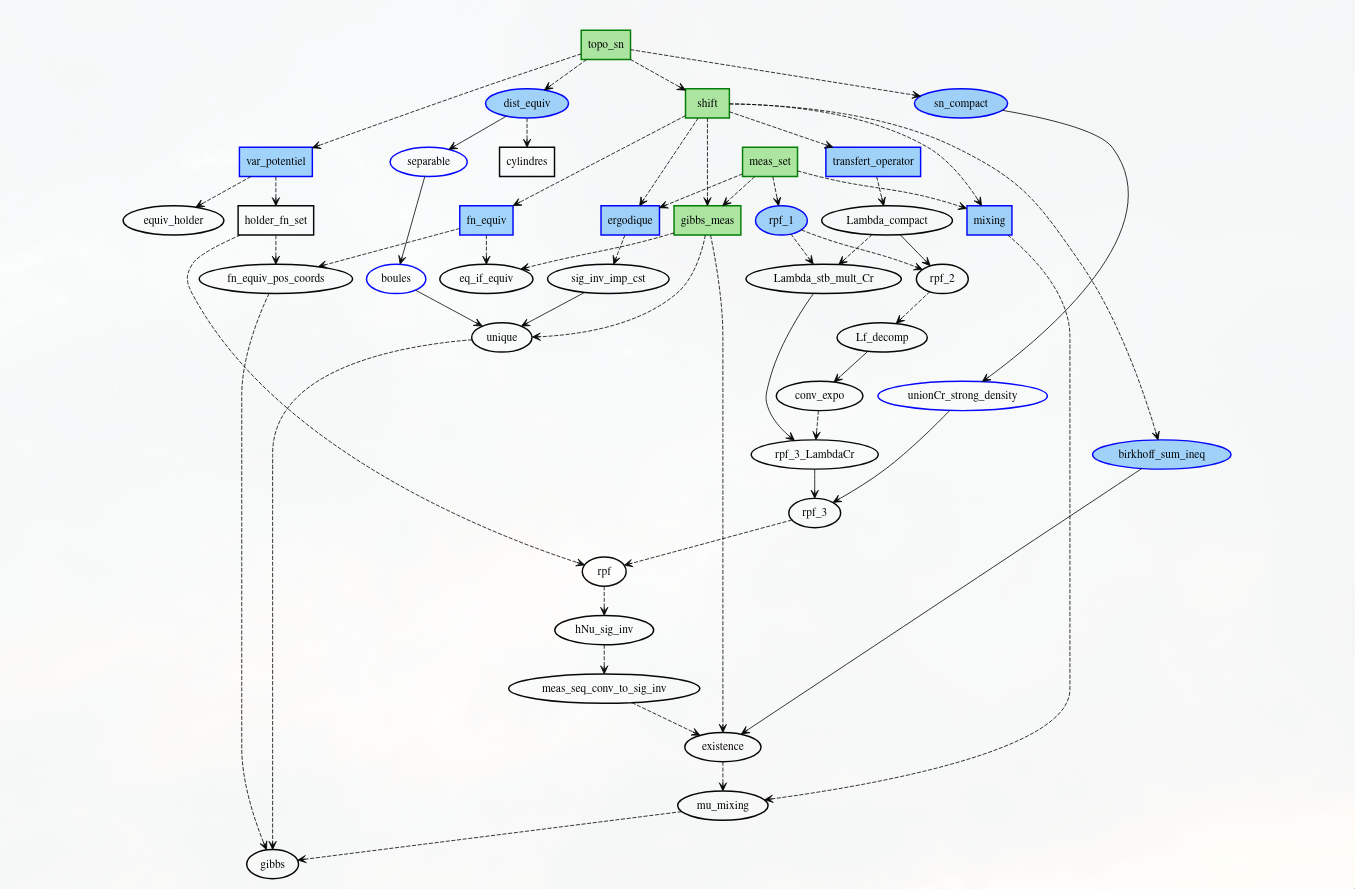 topo_sn
dist_equiv
shift
sn_compact
var_potentiel
separable
cylindres
meas_set
transfert_operator
equiv_holder
holder_fn_set
fn_equiv
ergodique
gibbs_meas
rpf_1
Lambda_compact
mixing
fn_equiv_pos_coords
boules
eq_if_equiv
sig_inv_imp_cst
Lambda_stb_mult_Cr
rpf_2
unique
Lf_decomp
conv_expo
unionCr_strong_density
rpf_3_LambdaCr
birkhoff_sum_ineq
rpf_3
rpf
hNu_sig_inv
meas_seq_conv_to_sig_inv
existence
mu_mixing
gibbs